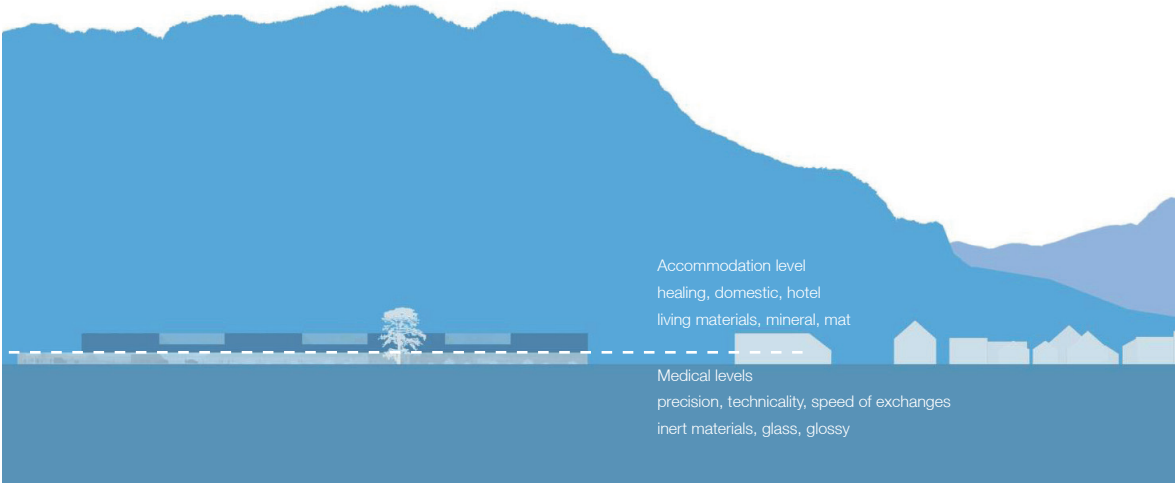 Accommodation level
healing, domestic, hotel
living materials, mineral, mat
Medical levels
precision, technicality, speed of exchanges
inert materials, glass, glossy